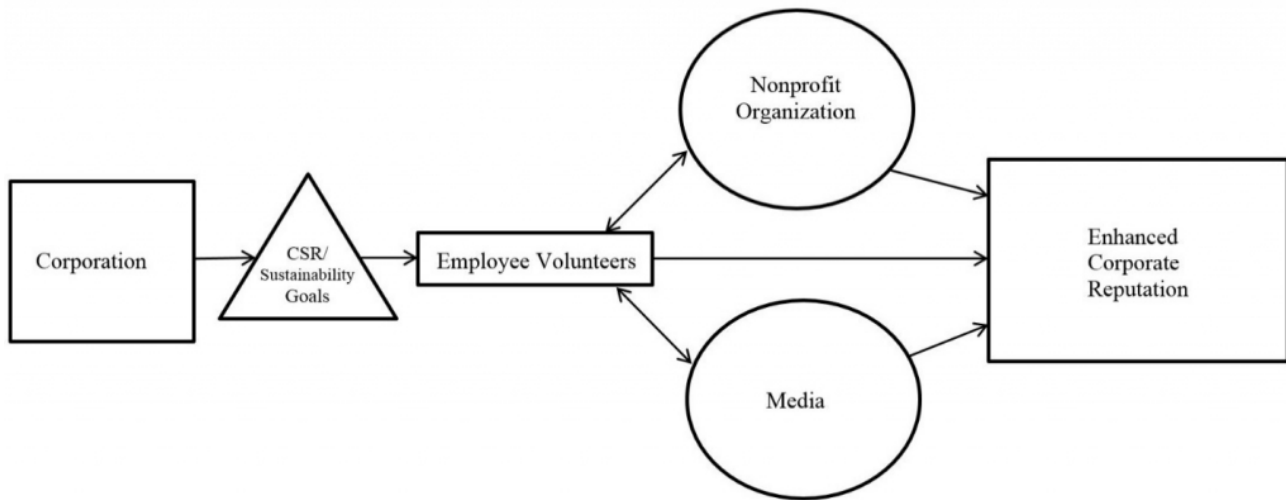 Nonprofit
Organization
Corporation
CSR/
Sustainability
Goals
Employee Volunteers
Enhanced
Corporate
Reputation
Media